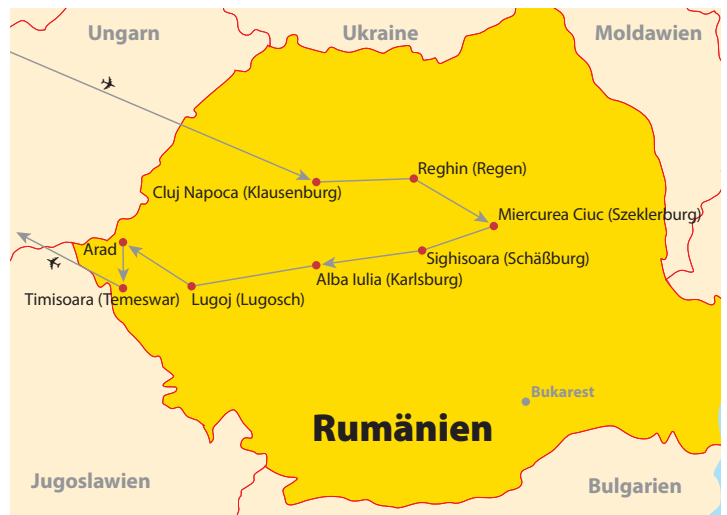 Ungarn
Ukraine
Moldawien
Reghin (Regen)
Cluj Napoca (Klausenburg)
Miercurea Ciuc (Szeklerburg)
Arad
Sighisoara (Schäßburg)
Alba Iulia (Karlsburg)
Timisoara (Temeswar)
Lugoj (Lugosch)
Bukarest
Rumänien
Jugoslawien
Bulgarien